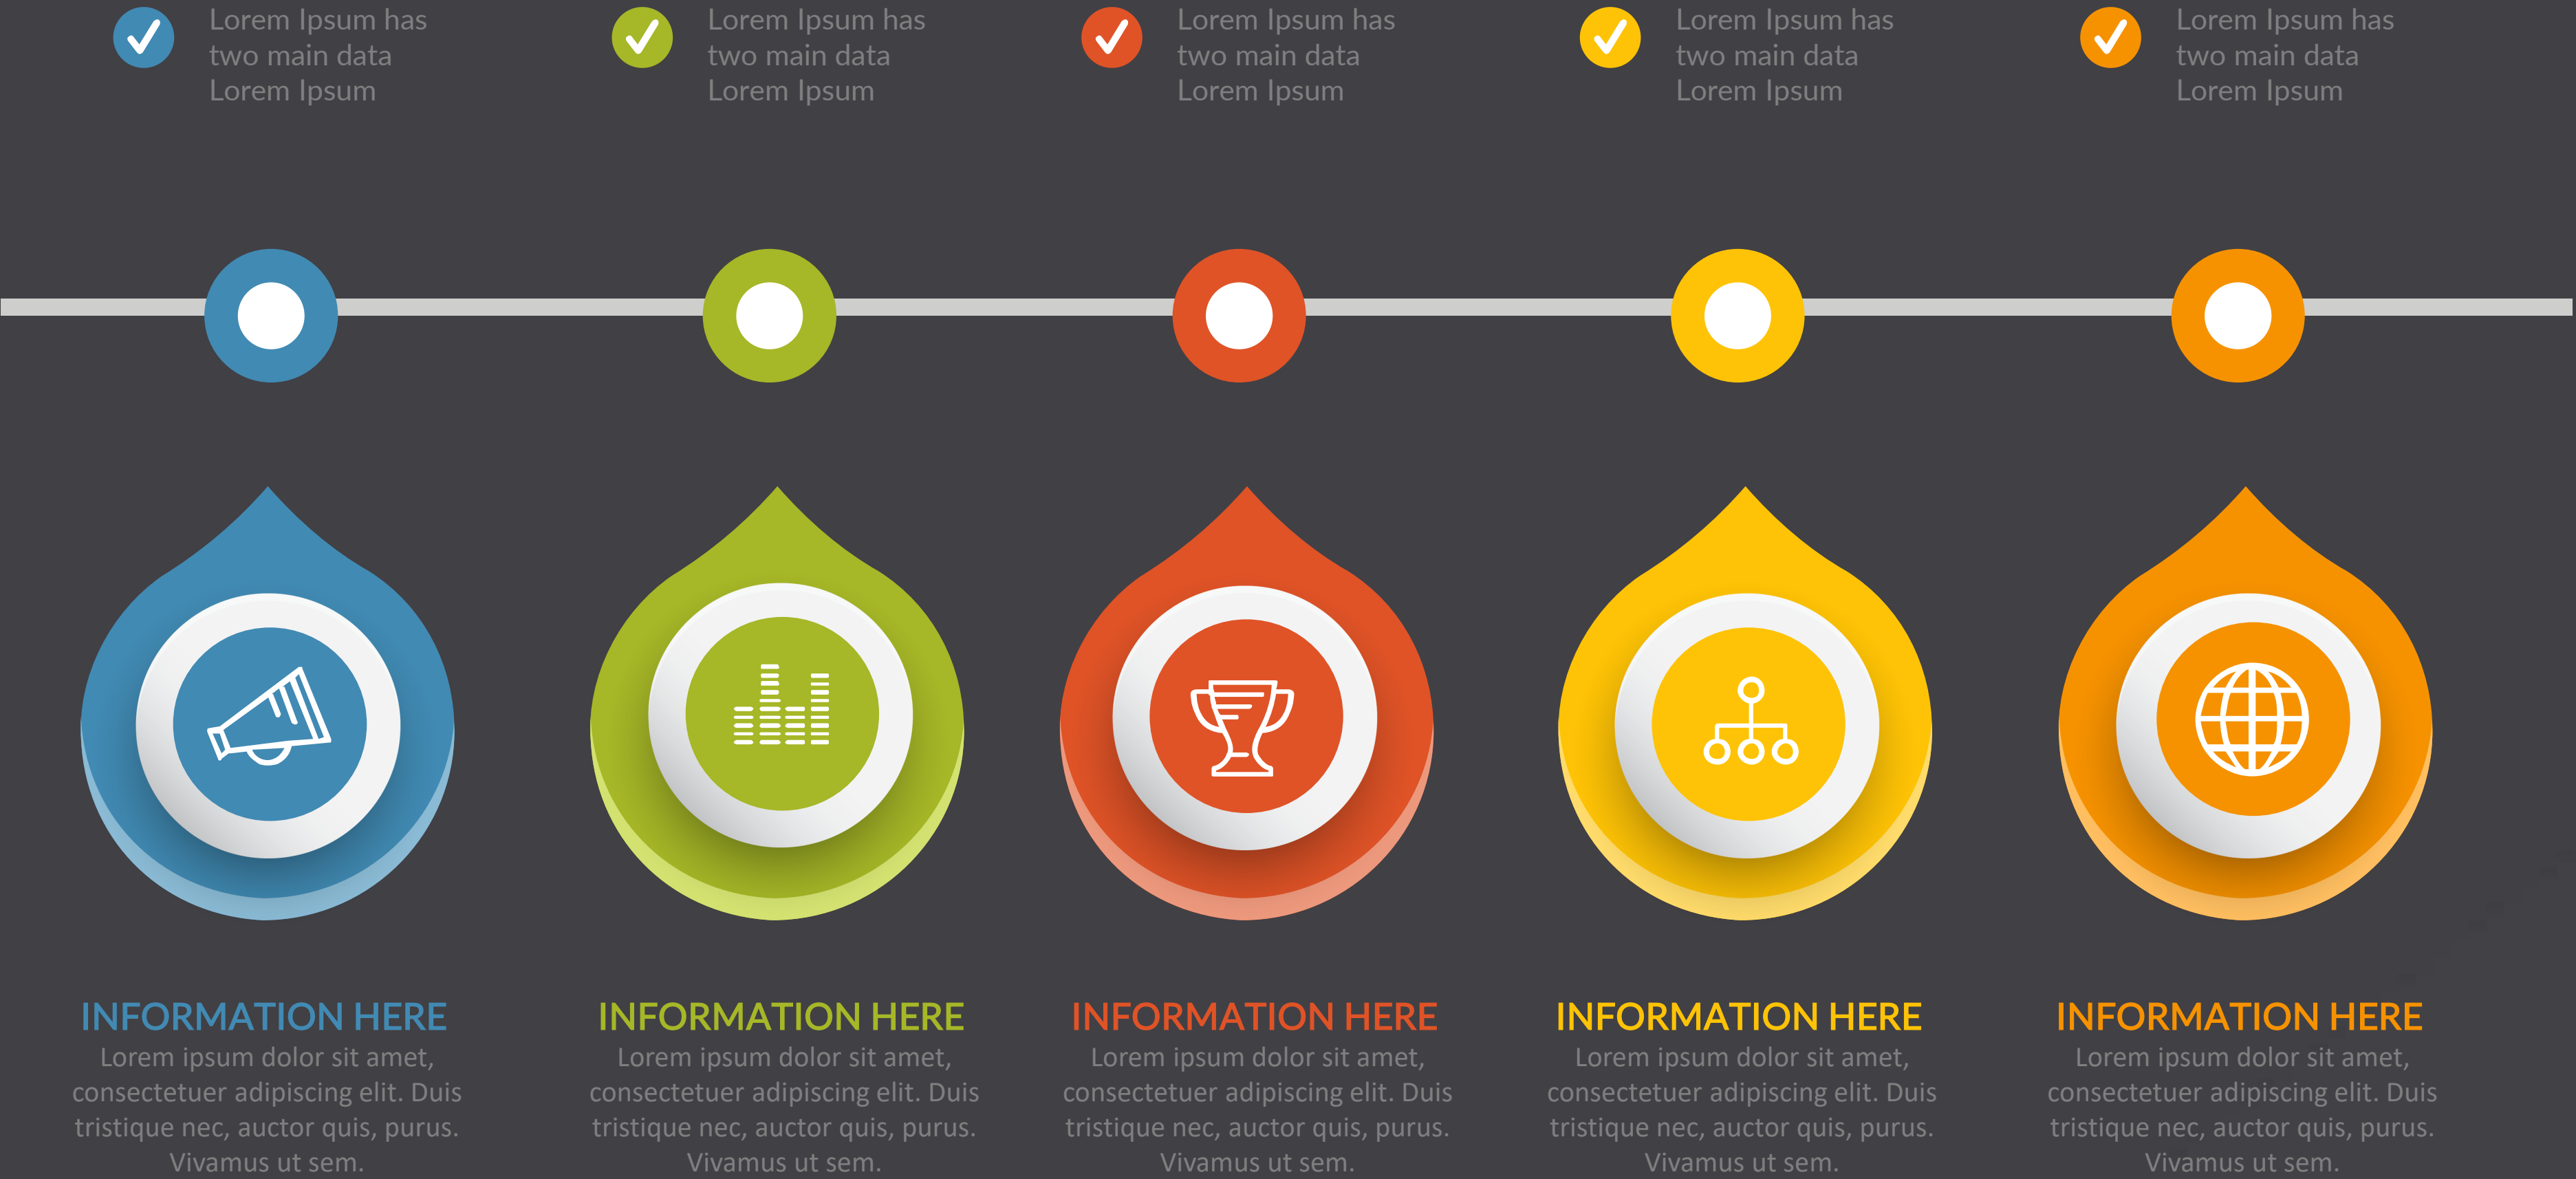 Lorem Ipsum has
two main data
Lorem Ipsum
Lorem Ipsum has
two main data
Lorem Ipsum
Lorem Ipsum has
two main data
Lorem Ipsum
Lorem Ipsum has
two main data
Lorem Ipsum
Lorem Ipsum has
two main data
Lorem Ipsum
INFORMATION HERE
Lorem ipsum dolor sit amet,
consectetuer adipiscing elit. Duis
tristique nec, auctor quis, purus.
Vivamus ut sem.
INFORMATION HERE
Lorem ipsum dolor sit amet,
consectetuer adipiscing elit. Duis
tristique nec, auctor quis, purus.
Vivamus ut sem.
INFORMATION HERE
Lorem ipsum dolor sit amet,
consectetuer adipiscing elit. Duis
tristique nec, auctor quis, purus.
Vivamus ut sem.
INFORMATION HERE
Lorem ipsum dolor sit amet,
consectetuer adipiscing elit. Duis
tristique nec, auctor quis, purus.
Vivamus ut sem.
INFORMATION HERE
Lorem ipsum dolor sit amet,
consectetuer adipiscing elit. Duis
tristique nec, auctor quis, purus.
Vivamus ut sem.